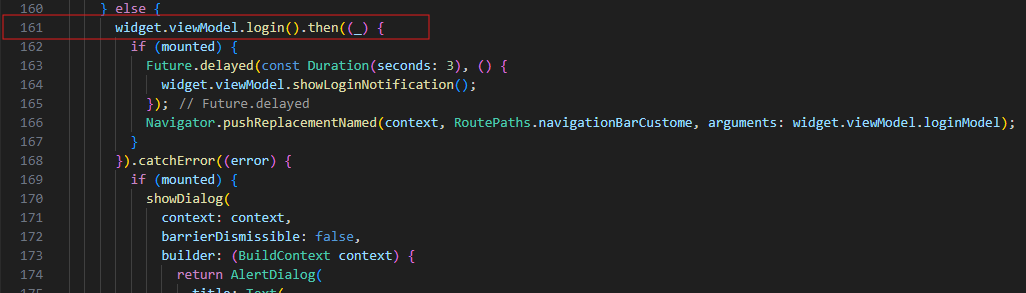 160 } else {
161 widget.viewModel.login().then((_) {
162 if (mounted) {
163 Future.delayed(const Duration(seconds: 3), () {
164 widget.viewModel.showLoginNotification();
165 }); // Future.delayed
166 Navigator.pushReplacementNamed(context, RoutePaths.navigationBarCustome, arguments: widget.viewModel.loginModel);
167 }
168 }).catchError((error) {
169 if (mounted) {
170 showDialog(
171 context: context,
172 barrierDismissible: false,
173 builder: (BuildContext context) {
174 return AlertDialog(
175 title: Text(